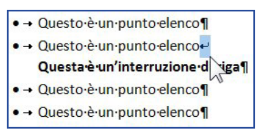 • → Questo·è·un·punto·elenco¶
• → Questo·è·un·punto·elenco↵
Questa·è·un'interruzione·d iga¶
• → Questo·è·un·punto·elenco¶
• → Questo·è·un·punto·elenco¶